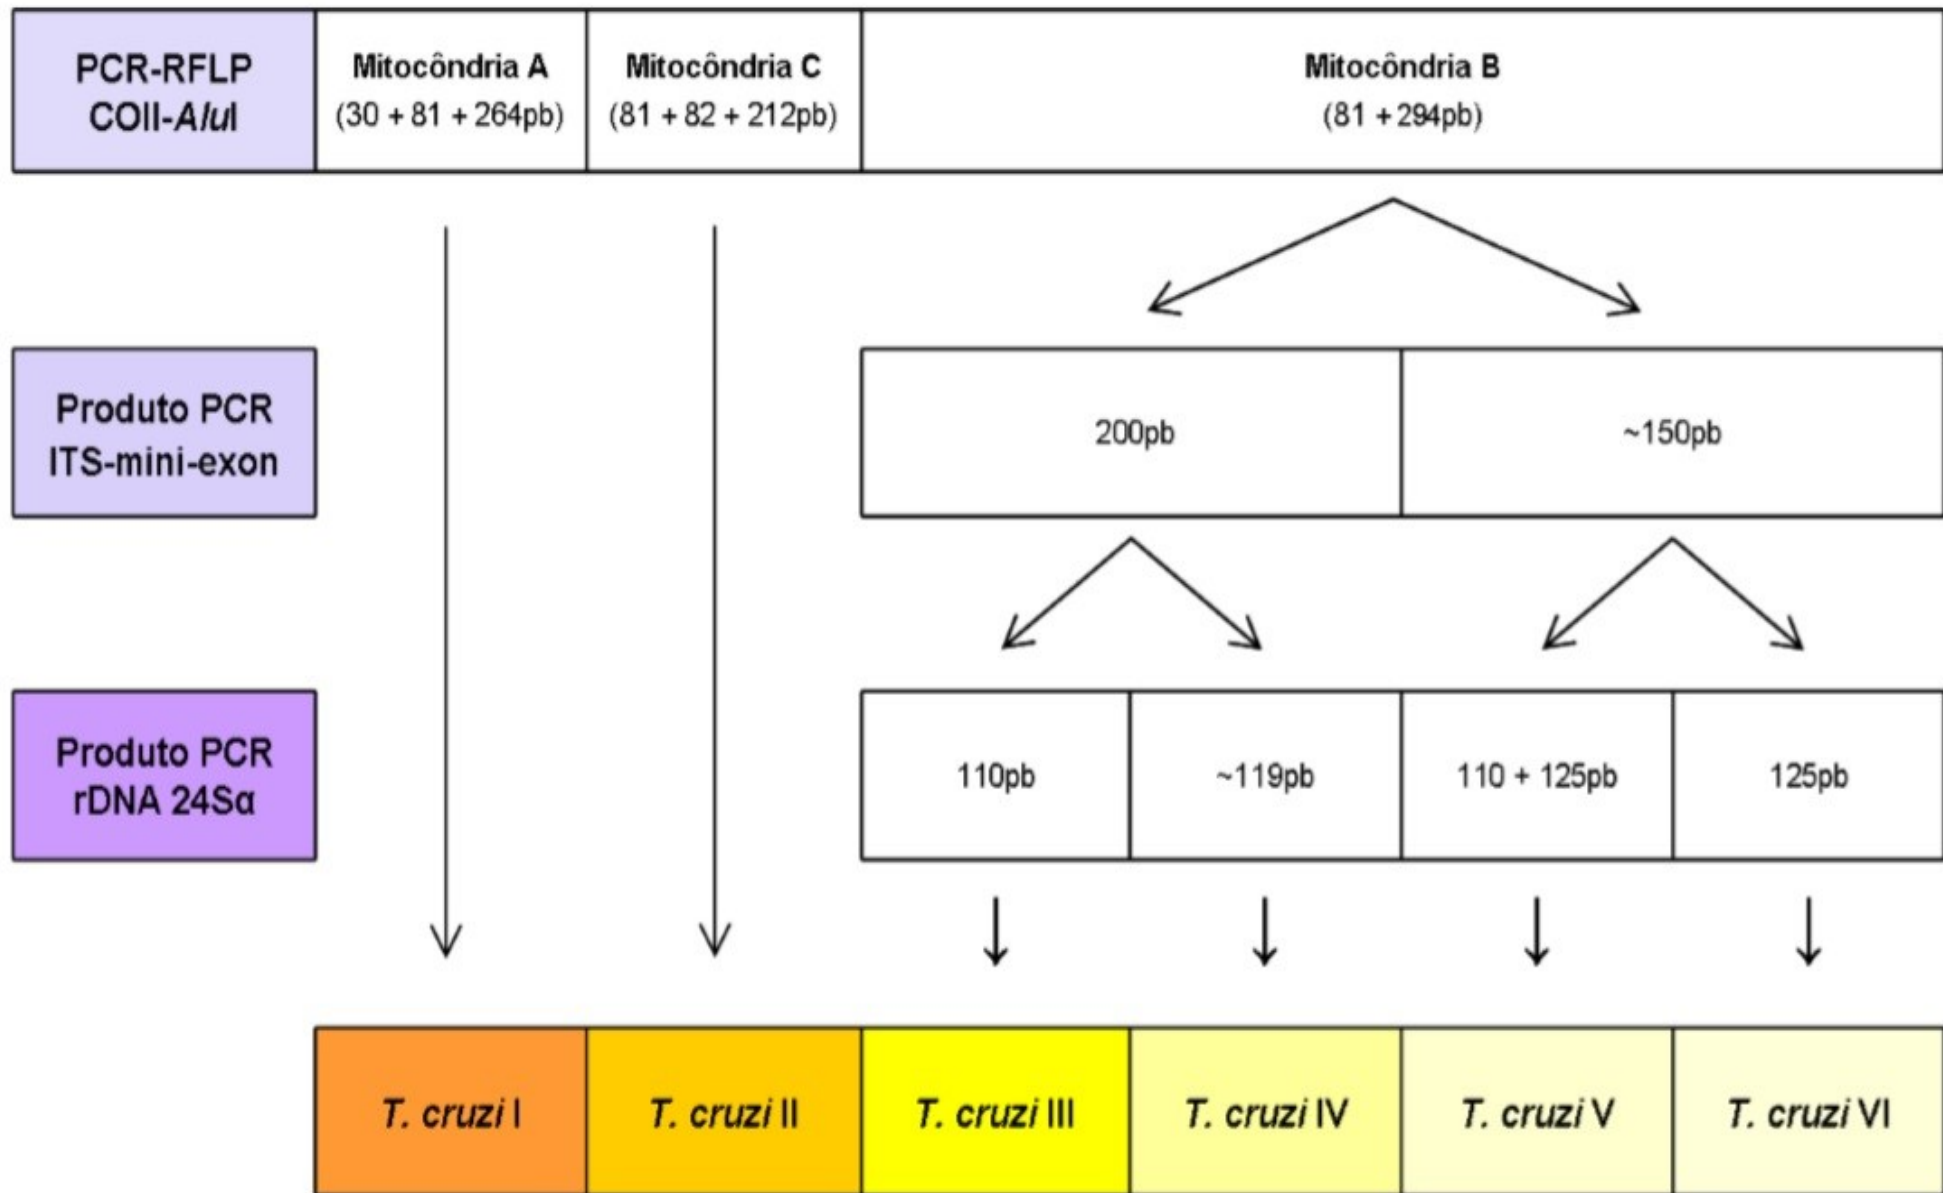 PCR-RFLP
COII-AluI
Mitocôndria A
(30 + 81 + 264pb)
Mitocôndria C
(81 + 82 + 212pb)
Mitocôndria B
(81 + 294pb)
Produto PCR
ITS-mini-exon
200pb
~150pb
Produto PCR
rDNA 24Sα
110pb
~119pb
110 + 125pb
125pb
T. cruzi I
T. cruzi II
T. cruzi III
T. cruzi IV
T. cruzi V
T. cruzi VI